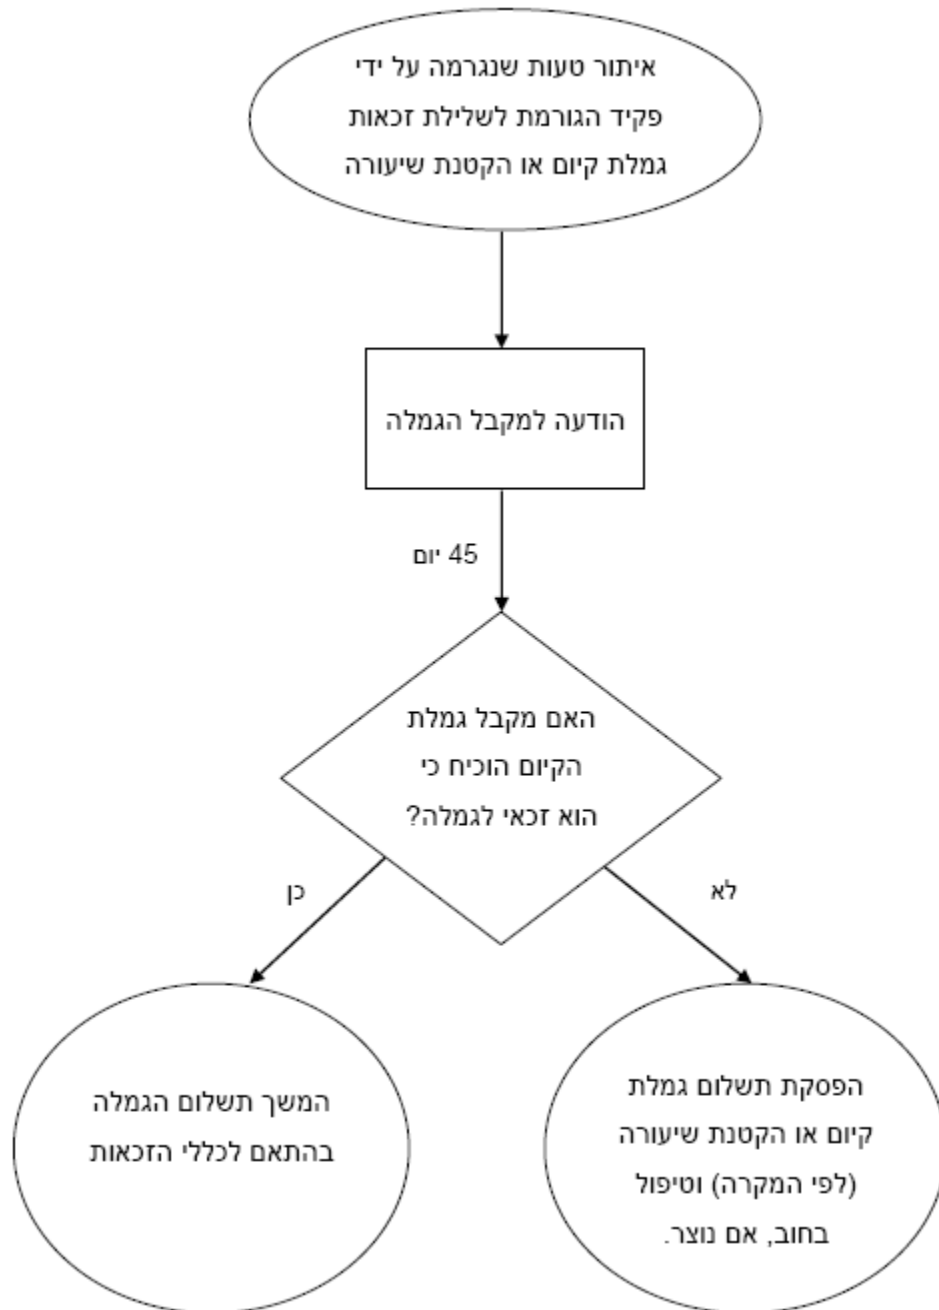 איתור טעות שנגרמה על ידי
פקיד הגורמת לשלילת זכאות
גמלת קיום או הקטנת שיעורה
הודעה למקבל הגמלה
45 יום
האם מקבל גמלת
הקיום הוכיח כי
הוא זכאי לגמלה?
כן
לא
המשך תשלום הגמלה
בהתאם לכללי הזכאות
הפסקת תשלום גמלת
קיום או הקטנת שיעורה
(לפי המקרה) וטיפול
בחוב, אם נוצר.